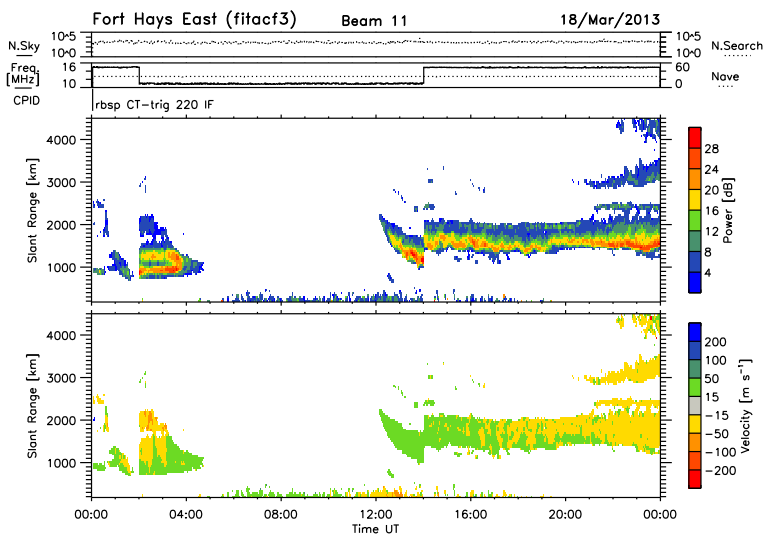 Fort Hays East (fitacf3) Beam 11 18/Mar/2013
N.Sky 10^5 10^0 10^5 10^0 N.Search
Freq. [MHz] 16 10 60 0 Nave
CPID rbsp CT-trig 220 IF
Slant Range [km] 4000 3000 2000 1000
Power [dB] 28 24 20 16 12 8 4
Slant Range [km] 4000 3000 2000 1000
Velocity [m s⁻¹] 200 100 50 15 -15 -50 -100 -200
00:00 04:00 08:00 12:00 16:00 20:00 00:00
Time UT